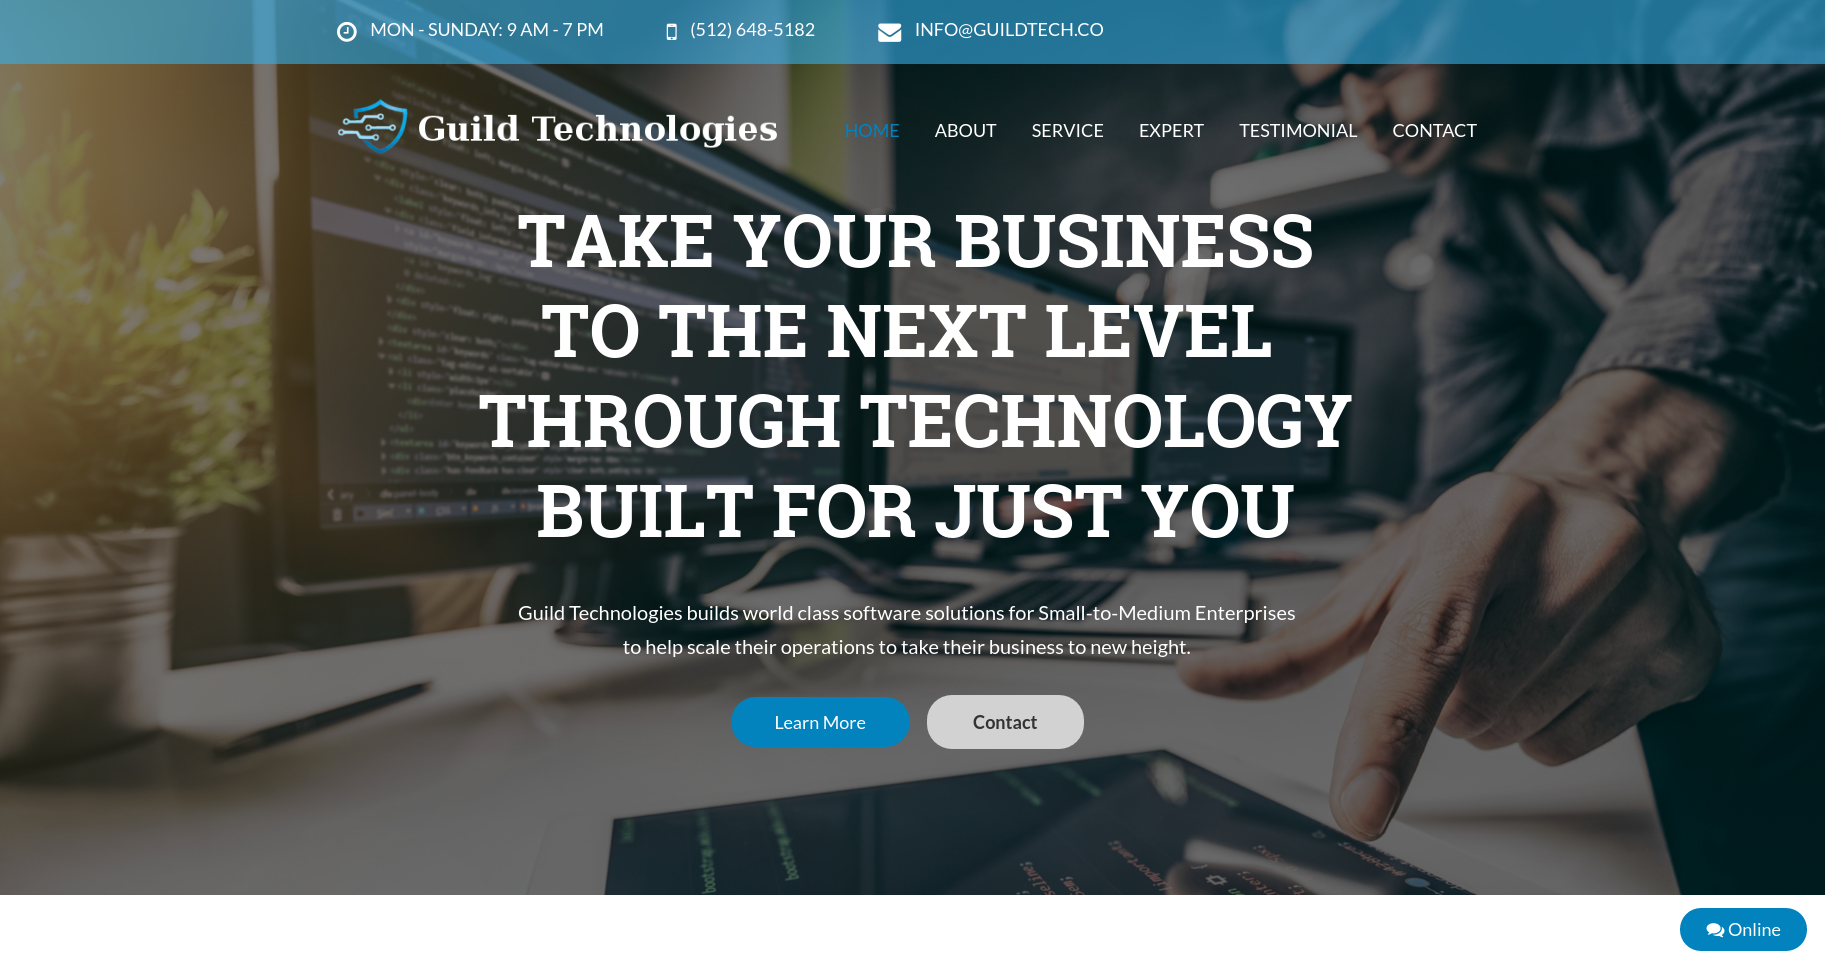 MON - SUNDAY: 9 AM - 7 PM
(512) 648-5182
INFO@GUILDTECH.CO
Guild Technologies
HOME
ABOUT
SERVICE
EXPERT
TESTIMONIAL
CONTACT
TAKE YOUR BUSINESS
TO THE NEXT LEVEL
THROUGH TECHNOLOGY
BUILT FOR JUST YOU
Guild Technologies builds world class software solutions for Small-to-Medium Enterprises
to help scale their operations to take their business to new height.
Learn More
Contact
Online